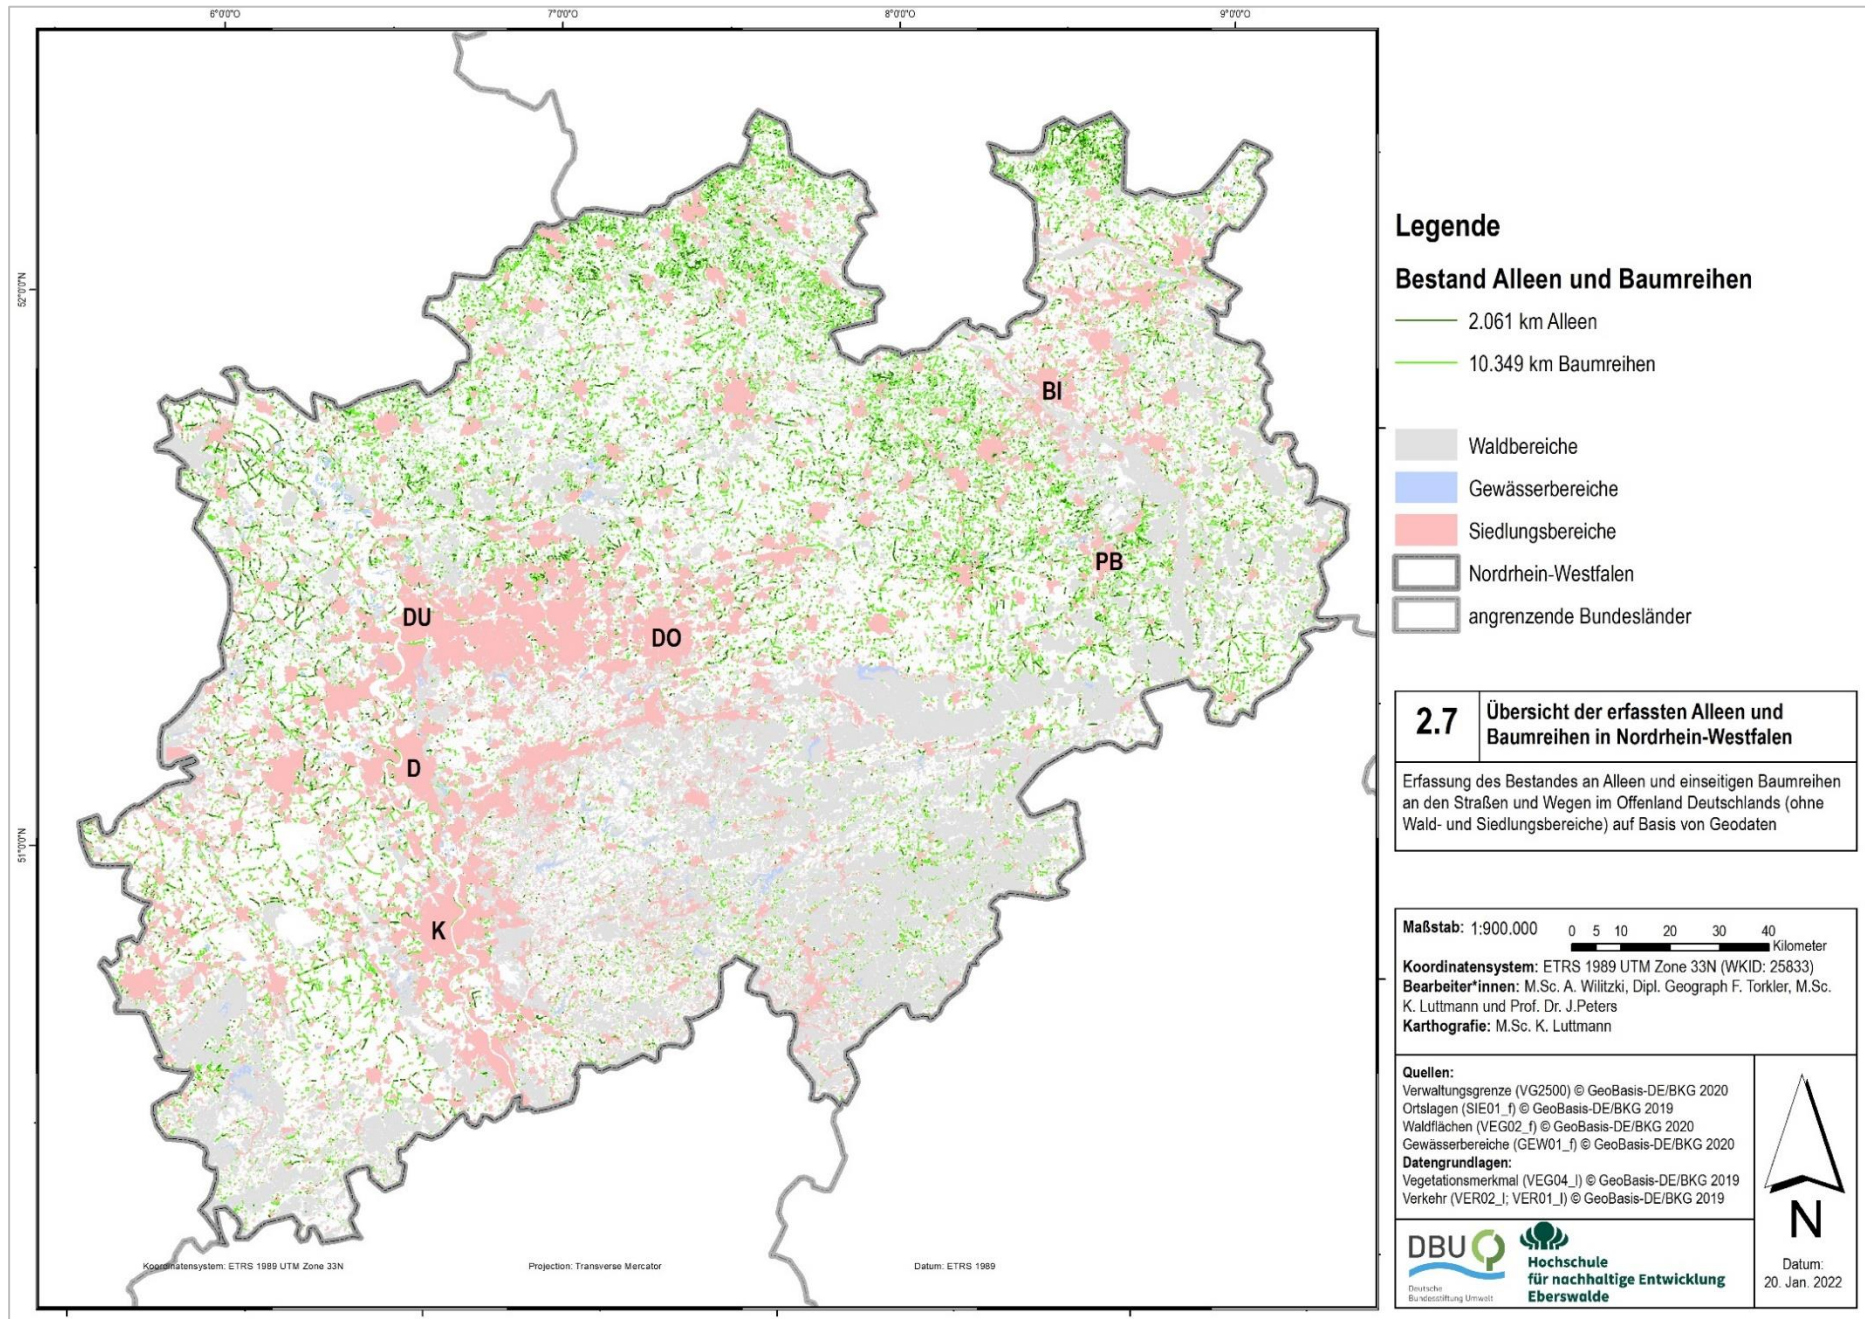 6°0'0"O
7°0'0"O
8°0'0"O
9°0'0"O
52°0'0"N
51°0'0"N
BI
PB
DU
DO
D
K
Koordinatensystem: ETRS 1989 UTM Zone 33N
Projection: Transverse Mercator
Datum: ETRS 1989
Legende
Bestand Alleen und Baumreihen
2.061 km Alleen
10.349 km Baumreihen
Waldbereiche
Gewässerbereiche
Siedlungsbereiche
Nordrhein-Westfalen
angrenzende Bundesländer
2.7
Übersicht der erfassten Alleen und
Baumreihen in Nordrhein-Westfalen
Erfassung des Bestandes an Alleen und einseitigen Baumreihen
an den Straßen und Wegen im Offenland Deutschlands (ohne
Wald- und Siedlungsbereiche) auf Basis von Geodaten
Maßstab: 1:900.000
0 5 10 20 30 40
Kilometer
Koordinatensystem: ETRS 1989 UTM Zone 33N (WKID: 25833)
Bearbeiter*innen: M.Sc. A. Wilitzki, Dipl. Geograph F. Torkler, M.Sc.
K. Luttmann und Prof. Dr. J.Peters
Karthografie: M.Sc. K. Luttmann
Quellen:
Verwaltungsgrenze (VG2500) © GeoBasis-DE/BKG 2020
Ortslagen (SIE01_f) © GeoBasis-DE/BKG 2019
Waldflächen (VEG02_f) © GeoBasis-DE/BKG 2020
Gewässerbereiche (GEW01_f) © GeoBasis-DE/BKG 2020
Datengrundlagen:
Vegetationsmerkmal (VEG04_l) © GeoBasis-DE/BKG 2019
Verkehr (VER02_l; VER01_l) © GeoBasis-DE/BKG 2019
DBU
Deutsche
Bundesstiftung Umwelt
Hochschule
für nachhaltige Entwicklung
Eberswalde
N
Datum:
20. Jan. 2022